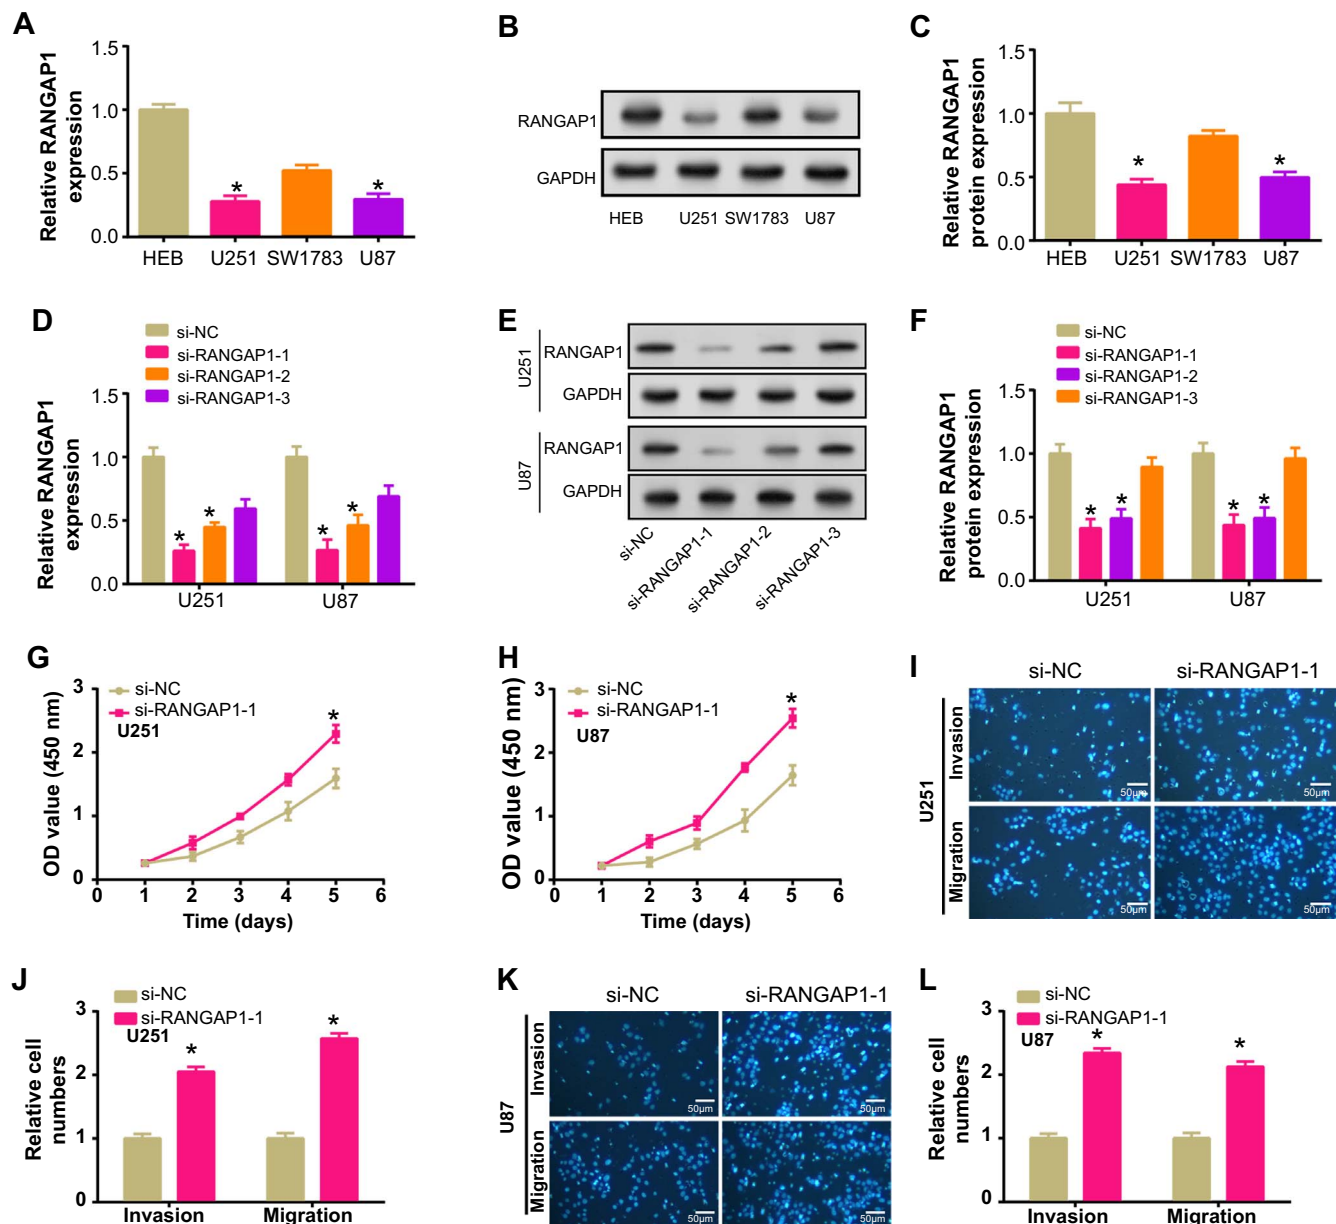 A
Relative RANGAP1
expression
1.5
1.0
0.5
0.0
*
*
HEB
U251
SW1783
U87
B
RANGAP1
GAPDH
HEB
U251
SW1783
U87
C
Relative RANGAP1
protein expression
1.5
1.0
0.5
0.0
*
*
HEB
U251
SW1783
U87
D
si-NC
si-RANGAP1-1
si-RANGAP1-2
si-RANGAP1-3
Relative RANGAP1
expression
1.5
1.0
0.5
0.0
*
*
*
*
U251
U87
E
U251
RANGAP1
GAPDH
U87
RANGAP1
GAPDH
si-NC
si-RANGAP1-1
si-RANGAP1-2
si-RANGAP1-3
F
si-NC
si-RANGAP1-1
si-RANGAP1-2
si-RANGAP1-3
Relative RANGAP1
protein expression
1.5
1.0
0.5
0.0
*
*
*
*
U251
U87
G
OD value (450 nm)
3
2
1
0
si-NC
si-RANGAP1-1
U251
*
0 1 2 3 4 5 6
Time (days)
H
OD value (450 nm)
3
2
1
0
si-NC
si-RANGAP1-1
U87
*
0 1 2 3 4 5 6
Time (days)
I
si-NC
si-RANGAP1-1
U251
Invasion
50μm
50μm
Migration
50μm
50μm
J
si-NC
si-RANGAP1-1
U251
Relative cell
numbers
3
2
1
0
*
*
Invasion
Migration
K
si-NC
si-RANGAP1-1
U87
Invasion
50μm
50μm
Migration
50μm
50μm
L
si-NC
si-RANGAP1-1
U87
Relative cell
numbers
3
2
1
0
*
*
Invasion
Migration